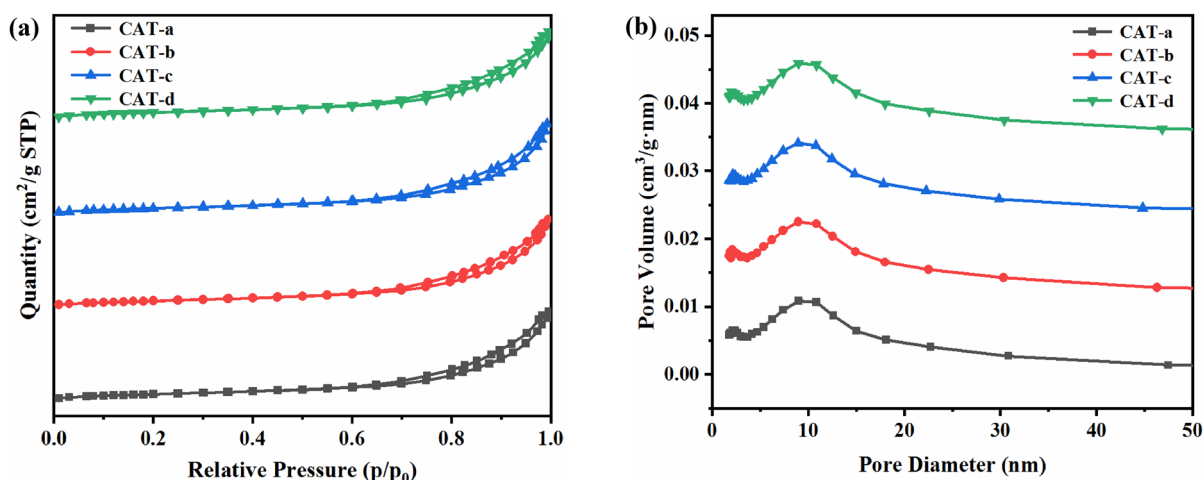 (a)
CAT-a
CAT-b
CAT-c
CAT-d
Quantity (cm²/g STP)
0.0 0.2 0.4 0.6 0.8 1.0
Relative Pressure (p/p₀)
(b)
CAT-a
CAT-b
CAT-c
CAT-d
Pore Volume (cm³/g·nm)
0.05
0.04
0.03
0.02
0.01
0.00
0 10 20 30 40 50
Pore Diameter (nm)